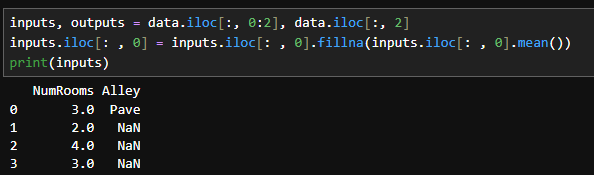 inputs, outputs = data.iloc[:, 0:2], data.iloc[:, 2]
inputs.iloc[: , 0] = inputs.iloc[: , 0].fillna(inputs.iloc[: , 0].mean())
print(inputs)
   NumRooms Alley
0       3.0  Pave
1       2.0   NaN
2       4.0   NaN
3       3.0   NaN